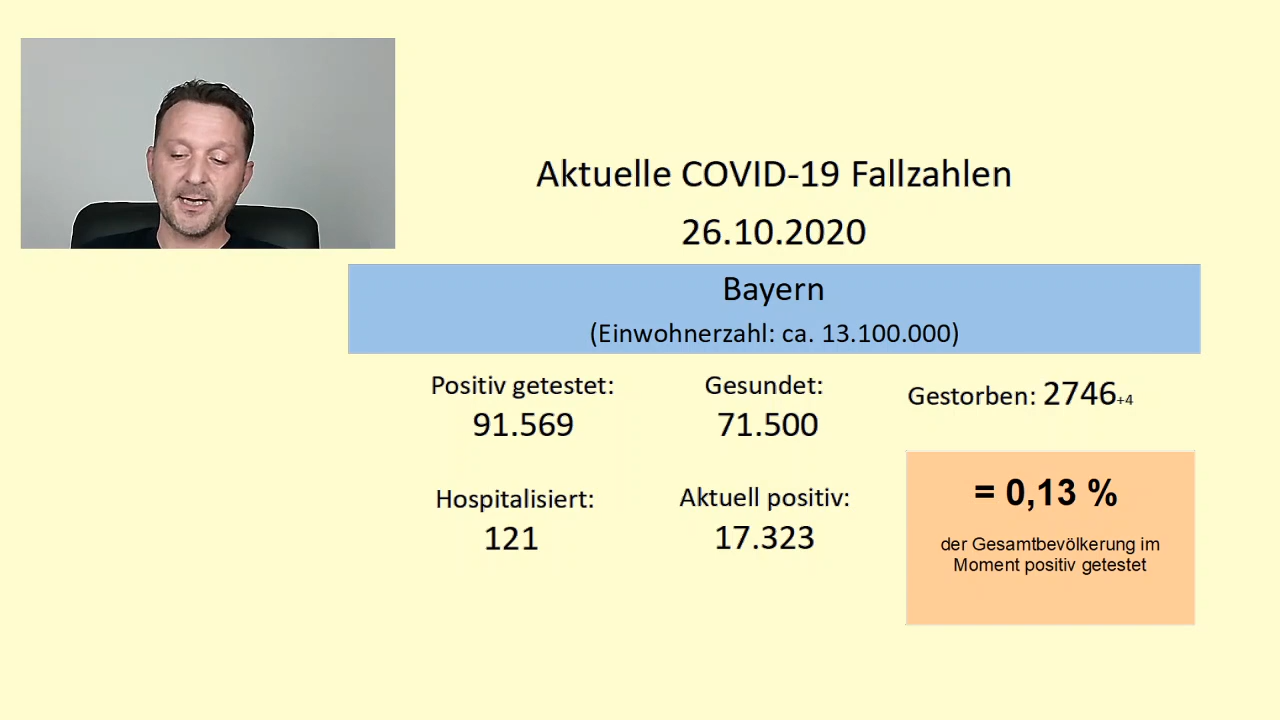 Aktuelle COVID-19 Fallzahlen
26.10.2020
Bayern
(Einwohnerzahl: ca. 13.100.000)
Positiv getestet:
91.569
Gesundet:
71.500
Gestorben: 2746+4
Hospitalisiert:
121
Aktuell positiv:
17.323
= 0,13 %
der Gesamtbevölkerung im
Moment positiv getestet